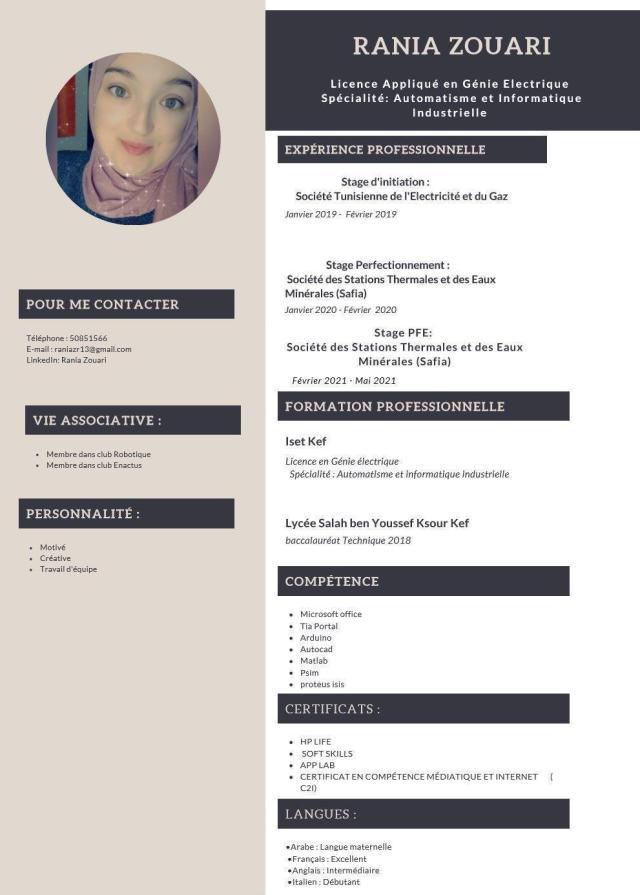 RANIA ZOUARI
Licence Appliqué en Génie Electrique
Spécialité: Automatisme et Informatique
Industrielle
POUR ME CONTACTER
Téléphone : 50851566
E-mail : raniazr13@gmail.com
LinkedIn: Rania Zouari
VIE ASSOCIATIVE :
• Membre dans club Robotique
• Membre dans club Enactus
PERSONNALITÉ :
• Motivé
• Créative
• Travail d'équipe
EXPÉRIENCE PROFESSIONNELLE
Stage d'initiation :
Société Tunisienne de l'Electricité et du Gaz
Janvier 2019 - Février 2019
Stage Perfectionnement :
Société des Stations Thermales et des Eaux
Minérales (Safia)
Janvier 2020 - Février 2020
Stage PFE:
Société des Stations Thermales et des Eaux
Minérales (Safia)
Février 2021 - Mai 2021
FORMATION PROFESSIONNELLE
Iset Kef
Licence en Génie électrique
Spécialité : Automatisme et Informatique Industrielle
Lycée Salah ben Youssef Ksour Kef
baccalauréat Technique 2018
COMPÉTENCE
• Microsoft office
• Tia Portal
• Arduino
• Autocad
• Matlab
• Psim
• proteus isis
CERTIFICATS :
• HP LIFE
• SOFT SKILLS
• APP LAB
• CERTIFICAT EN COMPÉTENCE MÉDIATIQUE ET INTERNET (
C2I)
LANGUES :
•Arabe : Langue maternelle
•Français : Excellent
•Anglais : Intermédiaire
•Italien : Débutant